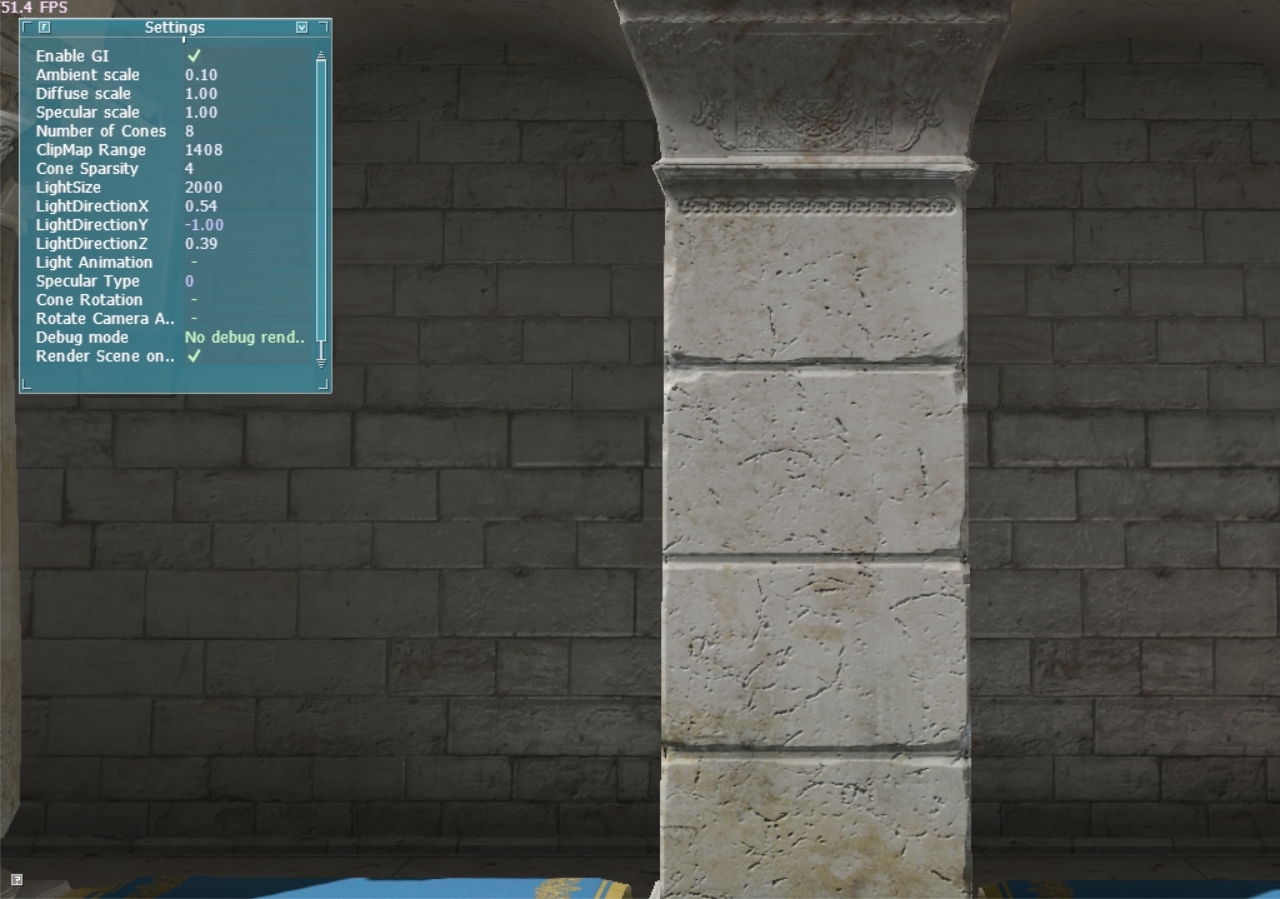 51.4 FPS
Settings
Enable GI
Ambient scale 0.10
Diffuse scale 1.00
Specular scale 1.00
Number of Cones 8
ClipMap Range 1408
Cone Sparsity 4
LightSize 2000
LightDirectionX 0.54
LightDirectionY -1.00
LightDirectionZ 0.39
Light Animation -
Specular Type 0
Cone Rotation -
Rotate Camera A.. -
Debug mode No debug rend..
Render Scene on..
?